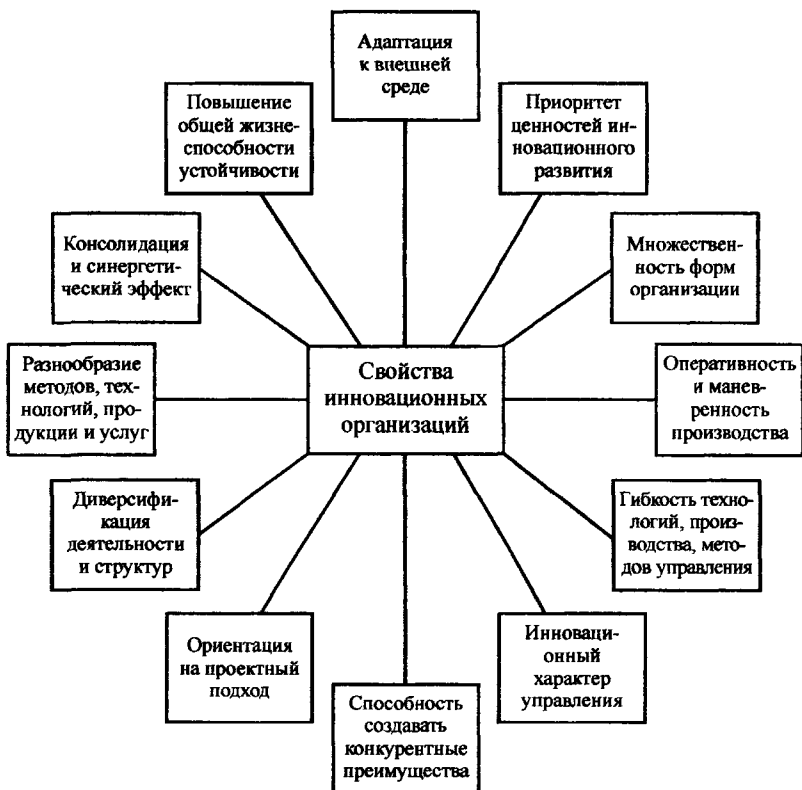 Адаптация
к внешней
среде
Повышение
общей жизне-
способности
устойчивости
Приоритет
ценностей ин-
новационного
развития
Консолидация
и синергети-
ческий эффект
Множествен-
ность форм
организации
Разнообразие
методов, тех-
нологий, про-
дукции и услуг
Свойства
инновационных
организаций
Оперативность
и манев-
ренность
производства
Диверсифи-
кация
деятельности
и структур
Гибкость техно-
логий, произ-
водства, мето-
дов управления
Ориентация
на проектный
подход
Инноваци-
онный
характер
управления
Способность
создавать
конкурентные
преимущества